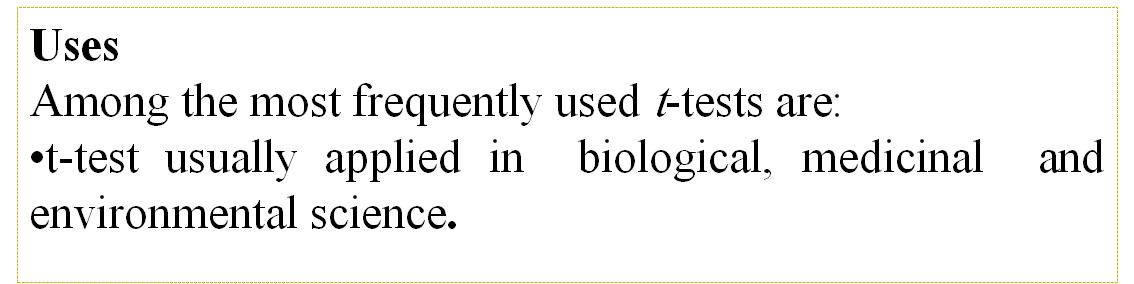 Uses
Among the most frequently used t-tests are:
•t-test usually applied in biological, medicinal and
environmental science.